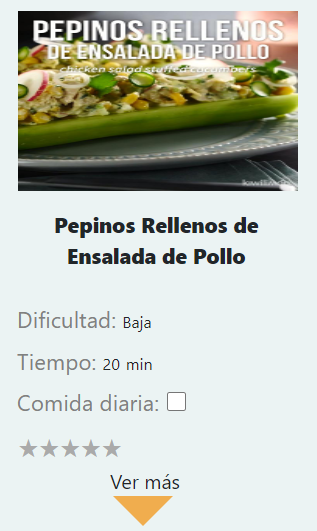 PEPINOS RELLENOS
DE ENSALADA DE POLLO
chicken salad stuffed cucumbers
Pepinos Rellenos de
Ensalada de Pollo
Dificultad: Baja
Tiempo: 20 min
Comida diaria:
Ver más